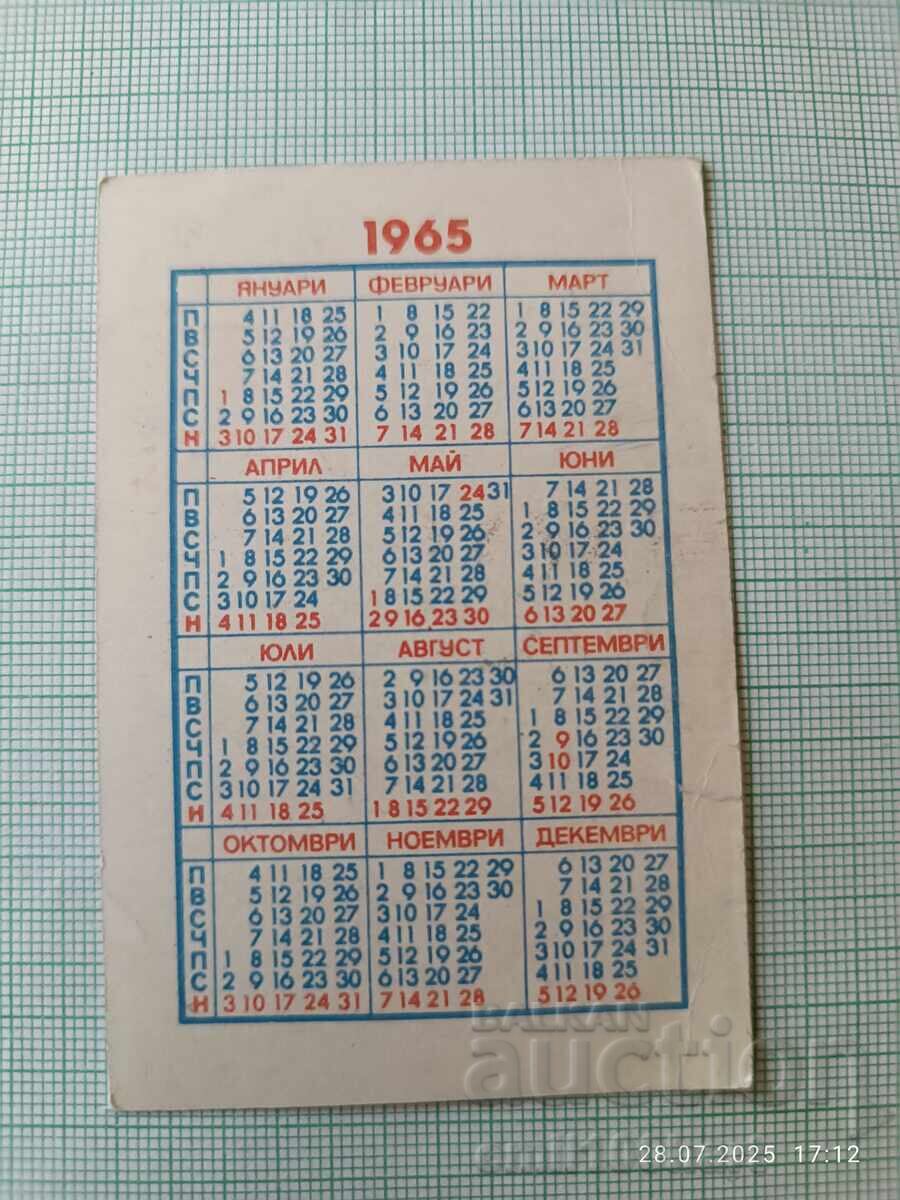 1965
ЯНУАРИ ФЕВРУАРИ МАРТ
П 4 11 18 25 1 8 15 22 1 8 15 22 29
В 5 12 19 26 2 9 16 23 2 9 16 23 30
С 6 13 20 27 3 10 17 24 3 10 17 24 31
Ч 7 14 21 28 4 11 18 25 4 11 18 25
П 1 8 15 22 29 5 12 19 26 5 12 19 26
С 2 9 16 23 30 6 13 20 27 6 13 20 27
Н 3 10 17 24 31 7 14 21 28 7 14 21 28
АПРИЛ МАЙ ЮНИ
П 5 12 19 26 3 10 17 24 31 7 14 21 28
В 6 13 20 27 4 11 18 25 1 8 15 22 29
С 7 14 21 28 5 12 19 26 2 9 16 23 30
Ч 1 8 15 22 29 6 13 20 27 3 10 17 24
П 2 9 16 23 30 7 14 21 28 4 11 18 25
С 3 10 17 24 1 8 15 22 29 5 12 19 26
Н 4 11 18 25 2 9 16 23 30 6 13 20 27
ЮЛИ АВГУСТ СЕПТЕМВРИ
П 5 12 19 26 2 9 16 23 30 6 13 20 27
В 6 13 20 27 3 10 17 24 31 7 14 21 28
С 7 14 21 28 4 11 18 25 1 8 15 22 29
Ч 1 8 15 22 29 5 12 19 26 2 9 16 23 30
П 2 9 16 23 30 6 13 20 27 3 10 17 24
С 3 10 17 24 31 7 14 21 28 4 11 18 25
Н 4 11 18 25 1 8 15 22 29 5 12 19 26
ОКТОМВРИ НОЕМВРИ ДЕКЕМВРИ
П 4 11 18 25 1 8 15 22 29 6 13 20 27
В 5 12 19 26 2 9 16 23 30 7 14 21 28
С 6 13 20 27 3 10 17 24 1 8 15 22 29
Ч 7 14 21 28 4 11 18 25 2 9 16 23 30
П 1 8 15 22 29 5 12 19 26 3 10 17 24 31
С 2 9 16 23 30 6 13 20 27 4 11 18 25
Н 3 10 17 24 31 7 14 21 28 5 12 19 26
BALKAN
auction
28.07.2025 17:12